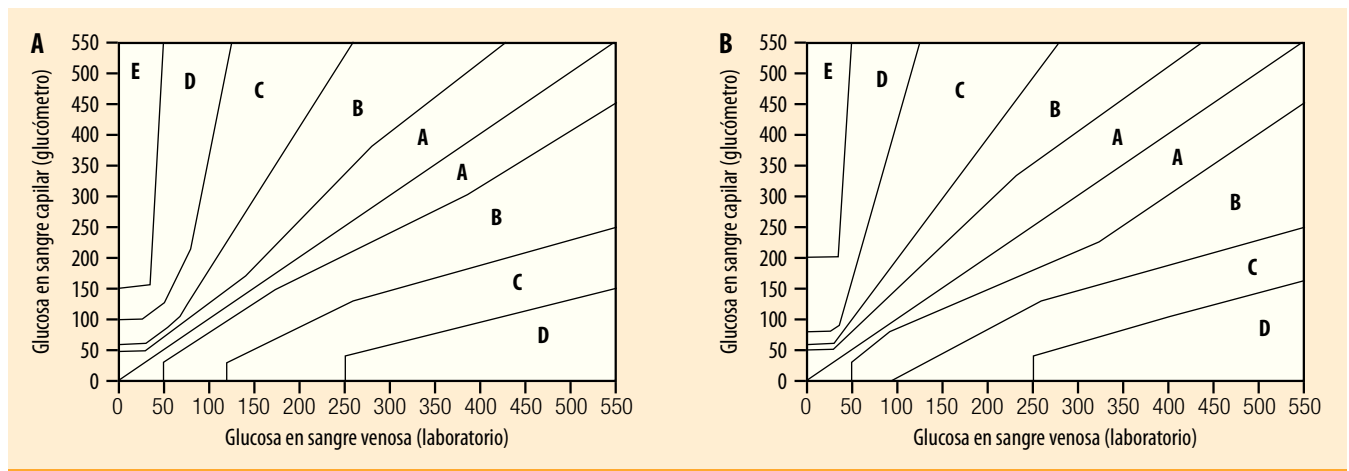 A
Glucosa en sangre capilar (glucómetro)
550
500
450
400
350
300
250
200
150
100
50
0
E
D
C
B
A
A
B
C
D
0 50 100 150 200 250 300 350 400 450 500 550
Glucosa en sangre venosa (laboratorio)
B
Glucosa en sangre capilar (glucómetro)
550
500
450
400
350
300
250
200
150
100
50
0
E
D
C
B
A
A
B
C
D
0 50 100 150 200 250 300 350 400 450 500 550
Glucosa en sangre venosa (laboratorio)